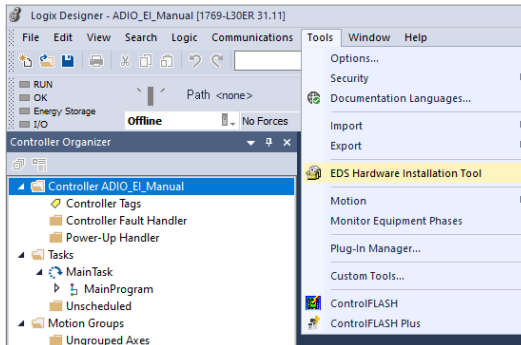 Logix Designer - ADIO_EI_Manual [1769-L30ER 31.11]
File Edit View Search Logic Communications Tools Window Help
RUN
OK
Energy Storage
I/O
Path <none>
Offline
No Forces
Controller Organizer
Controller ADIO_EI_Manual
Controller Tags
Controller Fault Handler
Power-Up Handler
Tasks
MainTask
MainProgram
Unscheduled
Motion Groups
Ungrouped Axes
Options...
Security
Documentation Languages...
Import
Export
EDS Hardware Installation Tool
Motion
Monitor Equipment Phases
Plug-In Manager...
Custom Tools...
ControlFLASH
ControlFLASH Plus